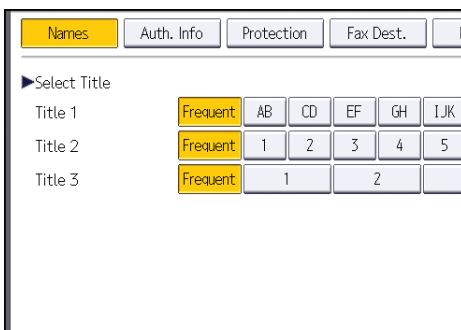 Names Auth. Info Protection Fax Dest.
▶Select Title
Title 1 Frequent AB CD EF GH IJK
Title 2 Frequent 1 2 3 4 5
Title 3 Frequent 1 2